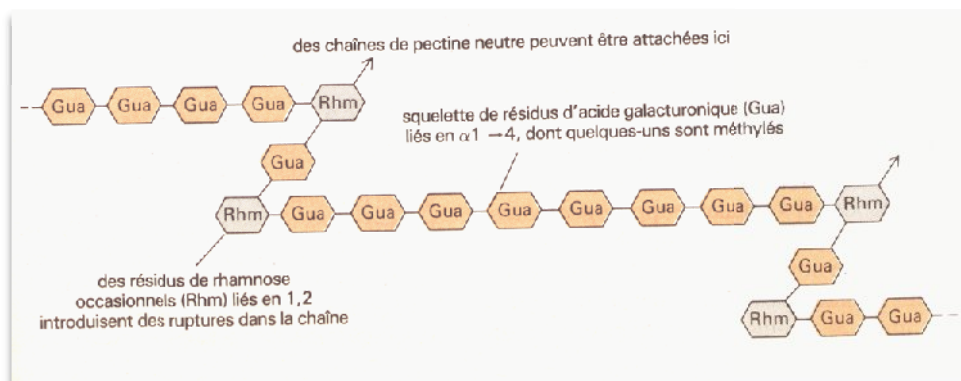 des chaînes de pectine neutre peuvent être attachées ici
Gua Gua Gua Gua Rhm
squelette de résidus d'acide galacturonique (Gua)
liés en α1 → 4, dont quelques-uns sont méthylés
Gua
Rhm Gua Gua Gua Gua Gua Gua Gua Gua Rhm
des résidus de rhamnose
occasionnels (Rhm) liés en 1,2
introduisent des ruptures dans la chaîne
Gua
Rhm Gua Gua